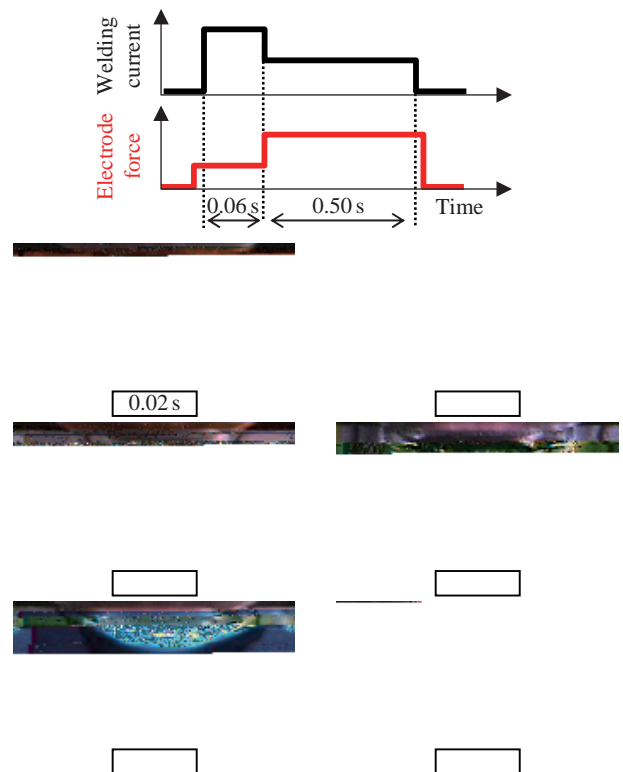 Welding
current
Electrode
force
0.06 s
0.50 s
Time
0.02 s